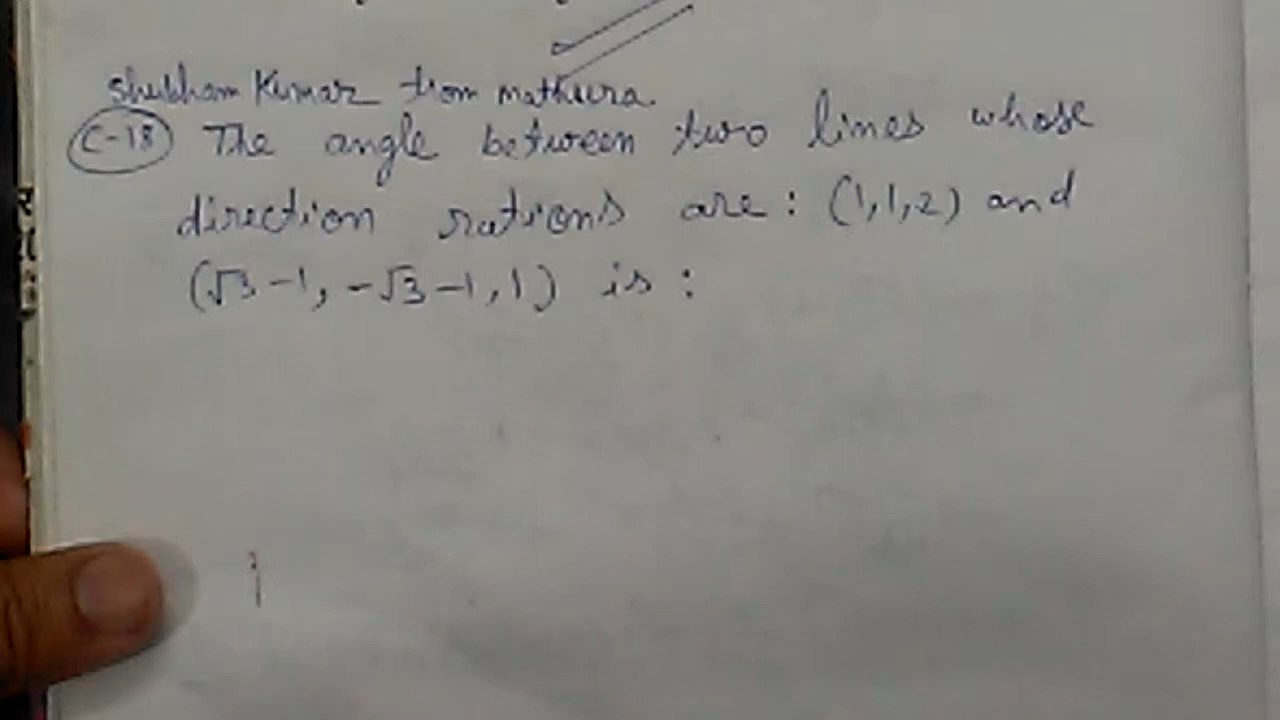 Shubham Kumar from mathura.
C-18 The angle between two lines whose
direction rations are : (1,1,2) and
(√3-1, -√3-1, 1) is :